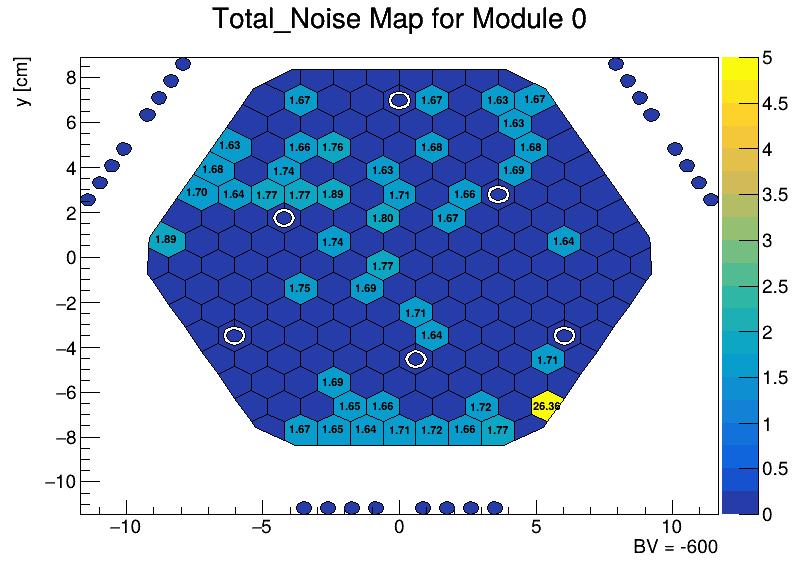 Total_Noise Map for Module 0
y [cm]
8
6
4
2
0
−2
−4
−6
−8
−10
1.67 1.67 1.63 1.67
1.63
1.63 1.66 1.76 1.68 1.68
1.68 1.74 1.63 1.69
1.70 1.64 1.77 1.77 1.89 1.71 1.66
1.80 1.67
1.89 1.74 1.64
1.77
1.75 1.69
1.71
1.64
1.71
1.69
1.65 1.66 1.72 26.36
1.67 1.65 1.64 1.71 1.72 1.66 1.77
−10 −5 0 5 10
5
4.5
4
3.5
3
2.5
2
1.5
1
0.5
0
BV = -600